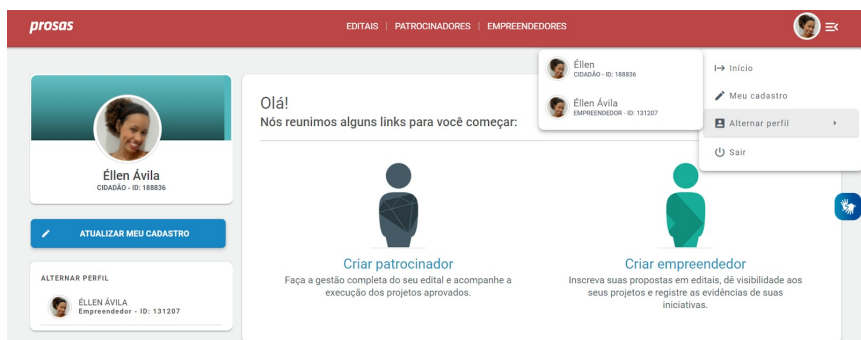 prosas
EDITAIS | PATROCINADORES | EMPREENDEDORES
Éllen
CIDADÃO - ID: 188836
Éllen Ávila
EMPREENDEDOR - ID: 131207
Início
Meu cadastro
Alternar perfil
Sair
Éllen Ávila
CIDADÃO - ID: 188836
ATUALIZAR MEU CADASTRO
ALTERNAR PERFIL
ÉLLEN ÁVILA
Empreendedor - ID: 131207
Olá!
Nós reunimos alguns links para você começar:
Criar patrocinador
Faça a gestão completa do seu edital e acompanhe a
execução dos projetos aprovados.
Criar empreendedor
Inscreva suas propostas em editais, dê visibilidade aos
seus projetos e registre as evidências de suas
iniciativas.